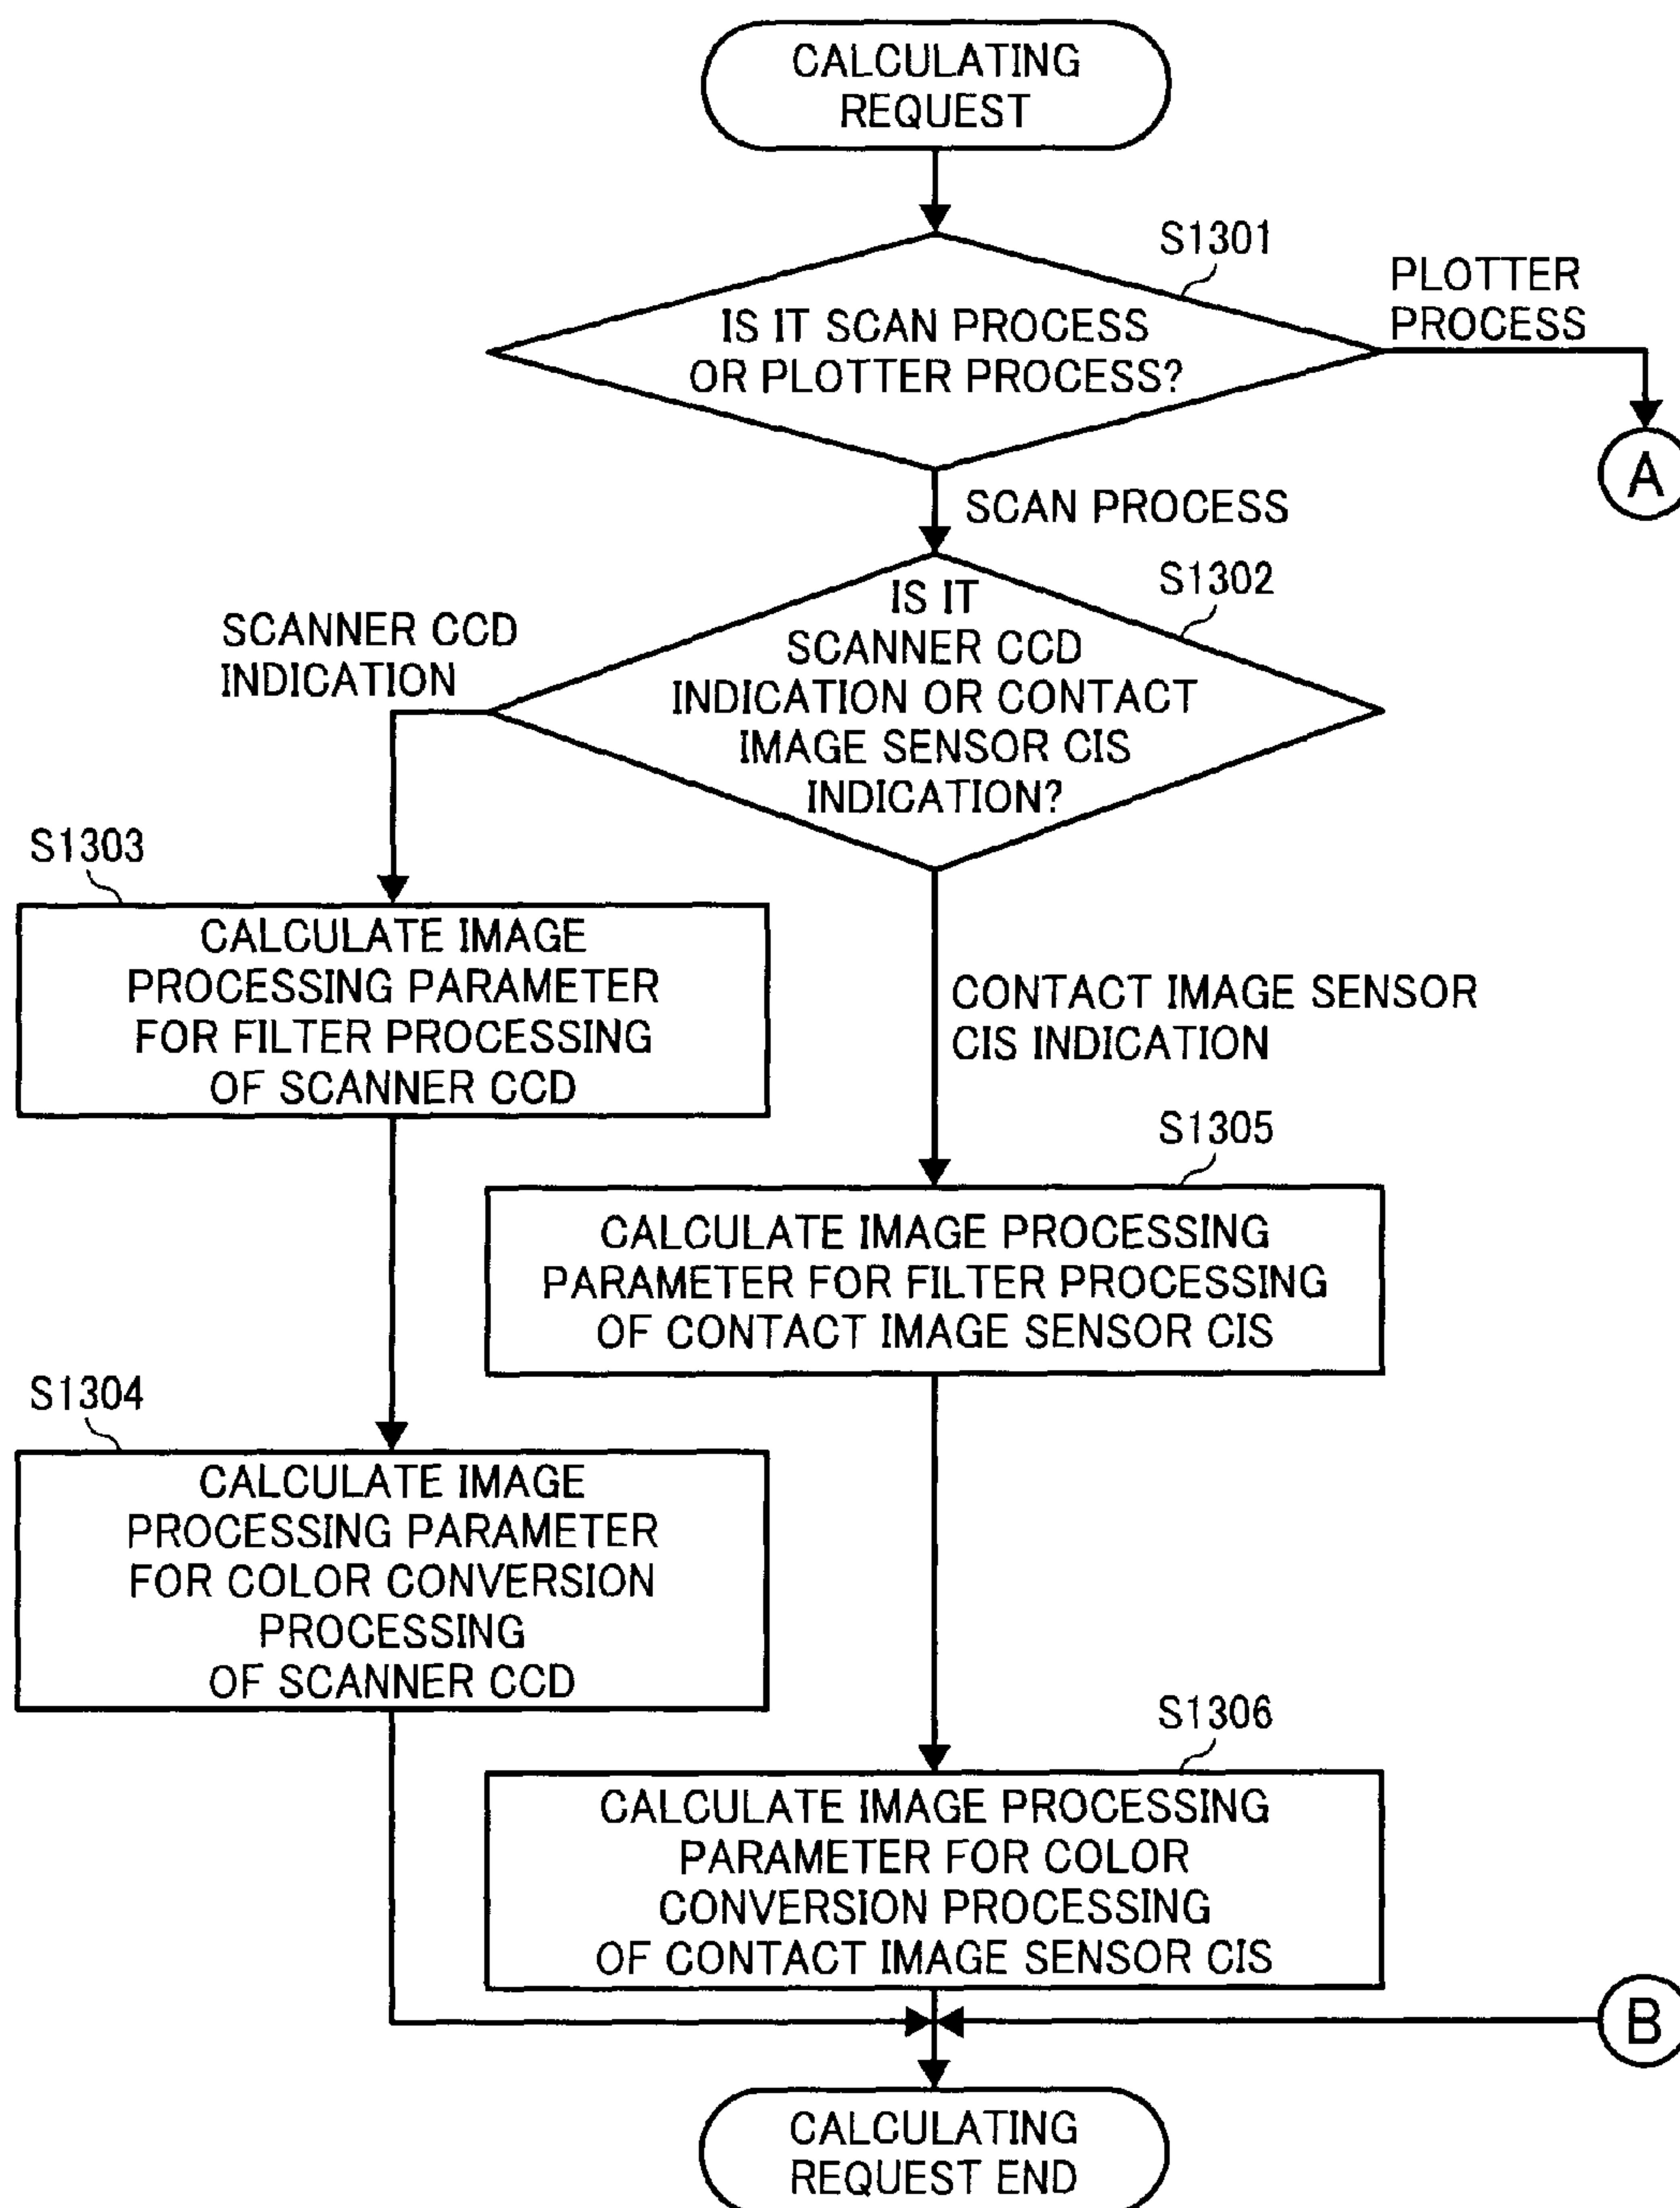 CALCULATING
REQUEST
S1301
PLOTTER
PROCESS
IS IT SCAN PROCESS
OR PLOTTER PROCESS?
A
SCAN PROCESS
S1302
IS IT
SCANNER CCD
INDICATION OR CONTACT
IMAGE SENSOR CIS
INDICATION?
SCANNER CCD
INDICATION
S1303
CALCULATE IMAGE
PROCESSING PARAMETER
FOR FILTER PROCESSING
OF SCANNER CCD
CONTACT IMAGE SENSOR
CIS INDICATION
S1305
CALCULATE IMAGE PROCESSING
PARAMETER FOR FILTER PROCESSING
OF CONTACT IMAGE SENSOR CIS
S1304
CALCULATE IMAGE
PROCESSING PARAMETER
FOR COLOR CONVERSION
PROCESSING
OF SCANNER CCD
S1306
CALCULATE IMAGE PROCESSING
PARAMETER FOR COLOR
CONVERSION PROCESSING
OF CONTACT IMAGE SENSOR CIS
B
CALCULATING
REQUEST END